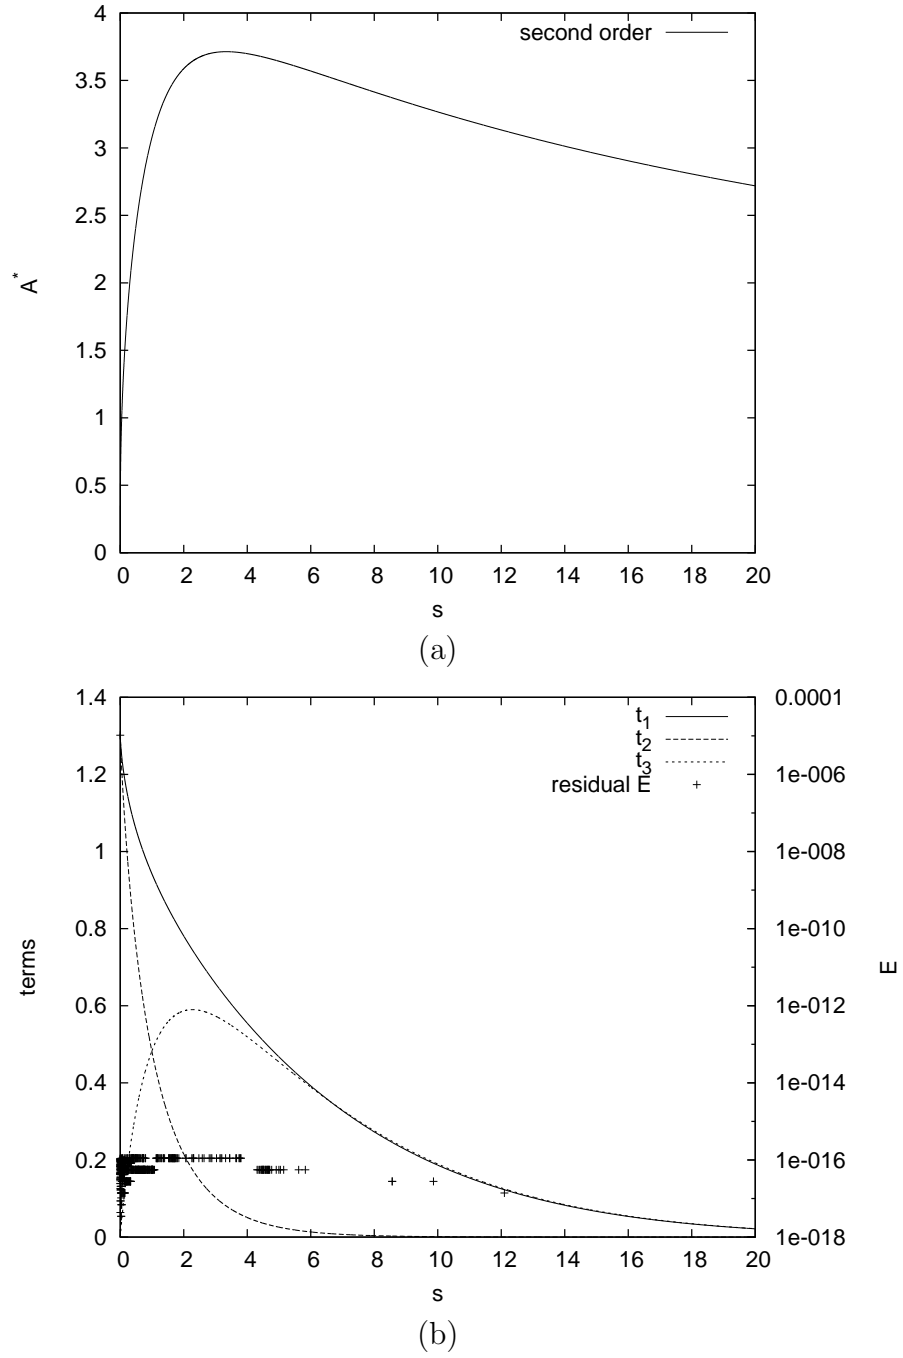 4
second order
3.5
3
2.5
A*
2
1.5
1
0.5
0
0 2 4 6 8 10 12 14 16 18 20
s
(a)
1.4 0.0001
t1
t2
t3
residual E
1.2 1e-006
1 1e-008
0.8 1e-010
terms E
0.6 1e-012
0.4 1e-014
0.2 1e-016
0 1e-018
0 2 4 6 8 10 12 14 16 18 20
s
(b)